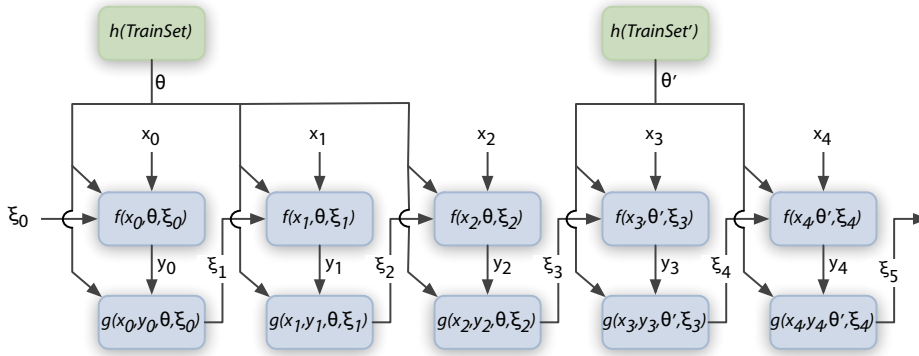 h(TrainSet)
h(TrainSet′)
θ
θ′
x0
x1
x2
x3
x4
ξ0
f(x0,θ,ξ0)
f(x1,θ,ξ1)
f(x2,θ,ξ2)
f(x3,θ′,ξ3)
f(x4,θ′,ξ4)
y0
ξ1
y1
ξ2
y2
ξ3
y3
ξ4
y4
ξ5
g(x0,y0,θ,ξ0)
g(x1,y1,θ,ξ1)
g(x2,y2,θ,ξ2)
g(x3,y3,θ′,ξ3)
g(x4,y4,θ′,ξ4)